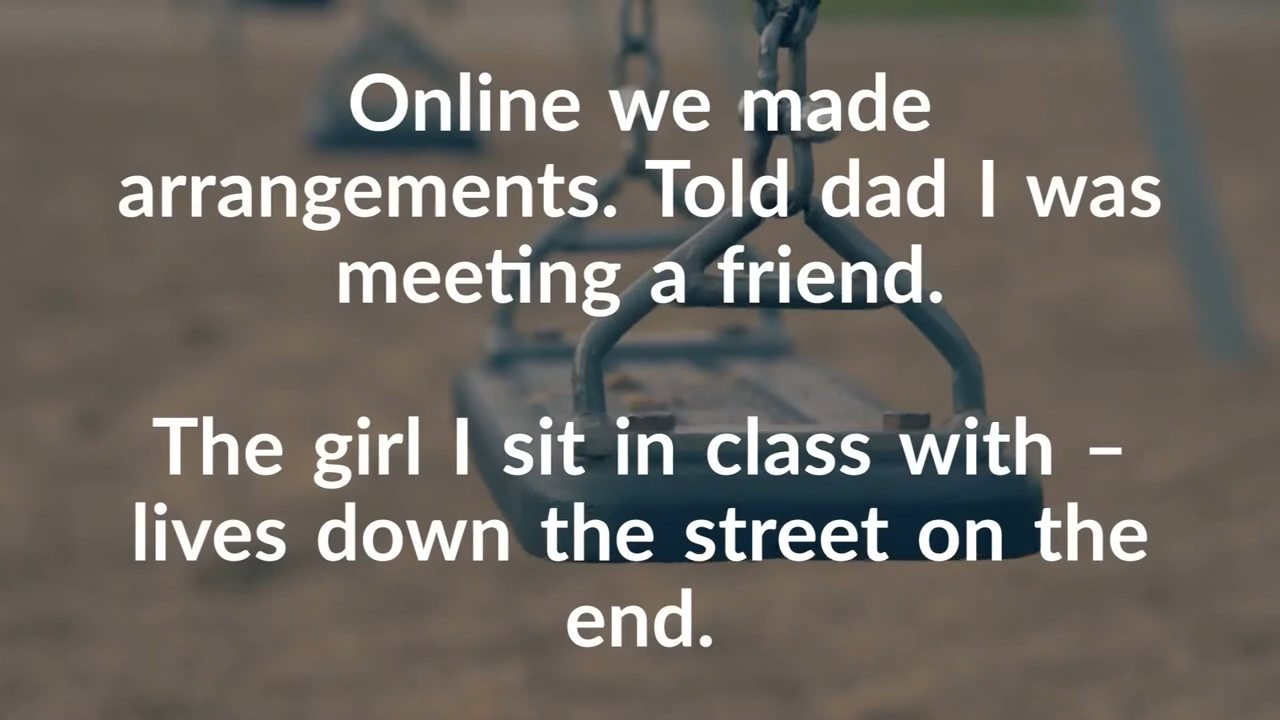 Online we made
arrangements. Told dad I was
meeting a friend.
The girl I sit in class with –
lives down the street on the
end.